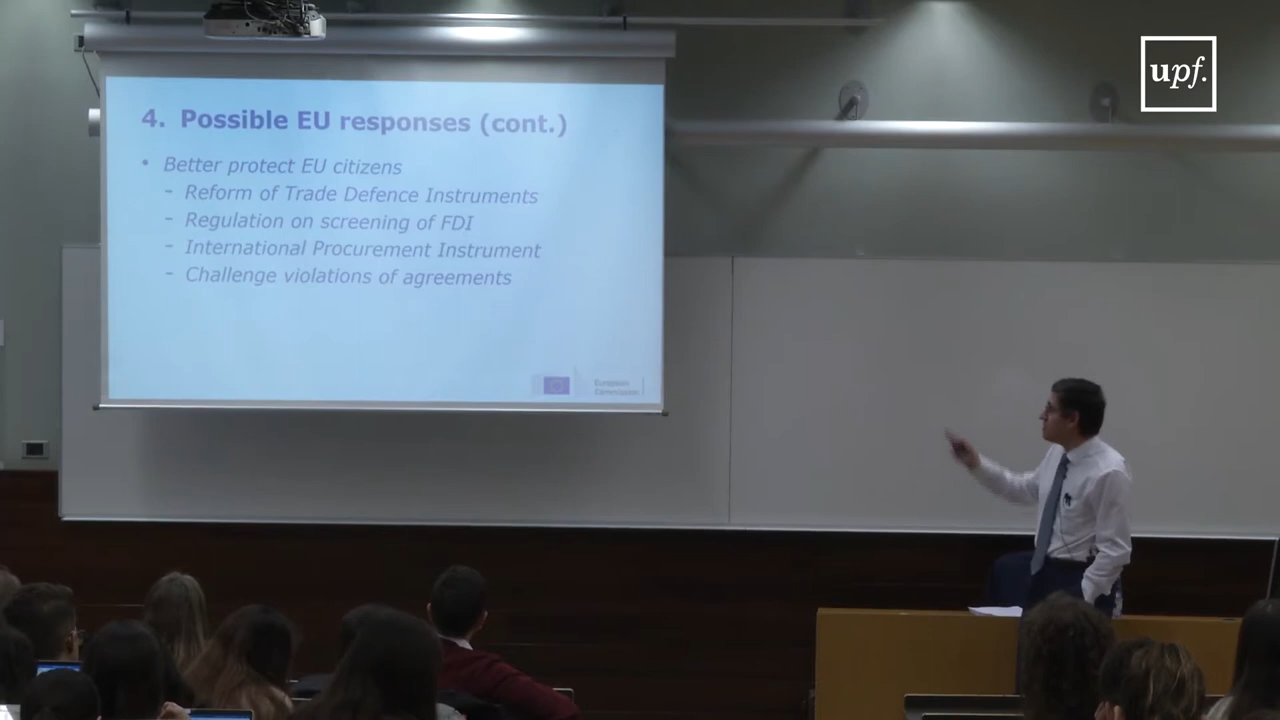 upf.
4. Possible EU responses (cont.)
• Better protect EU citizens
- Reform of Trade Defence Instruments
- Regulation on screening of FDI
- International Procurement Instrument
- Challenge violations of agreements
European
Commission